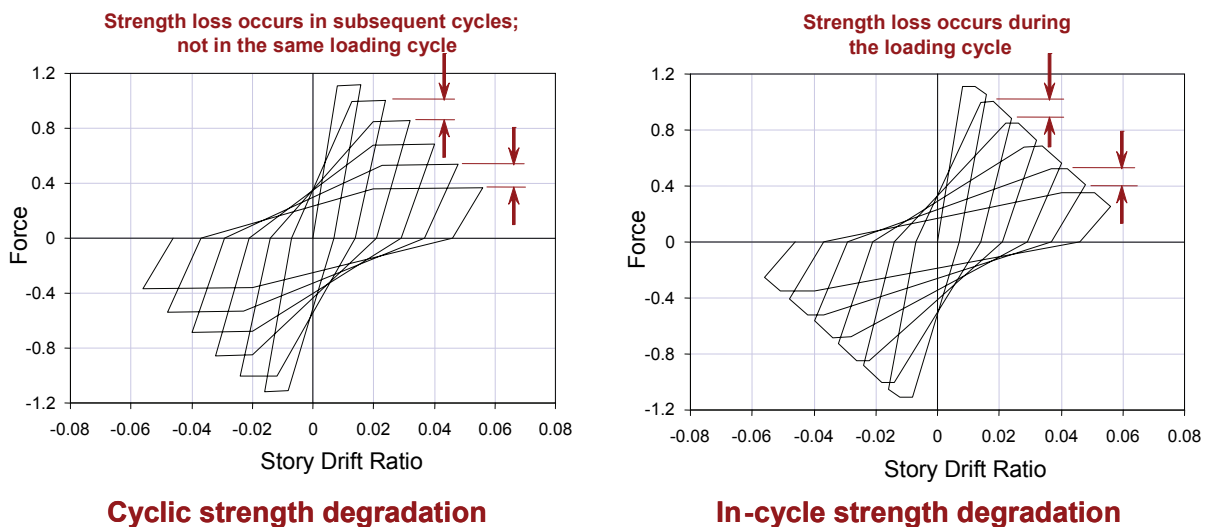 Strength loss occurs in subsequent cycles;
not in the same loading cycle
1.2
0.8
0.4
0
-0.4
-0.8
-1.2
Force
-0.08 -0.06 -0.04 -0.02 0 0.02 0.04 0.06 0.08
Story Drift Ratio
Cyclic strength degradation
Strength loss occurs during
the loading cycle
1.2
0.8
0.4
0
-0.4
-0.8
-1.2
Force
-0.08 -0.06 -0.04 -0.02 0 0.02 0.04 0.06 0.08
Story Drift Ratio
In-cycle strength degradation